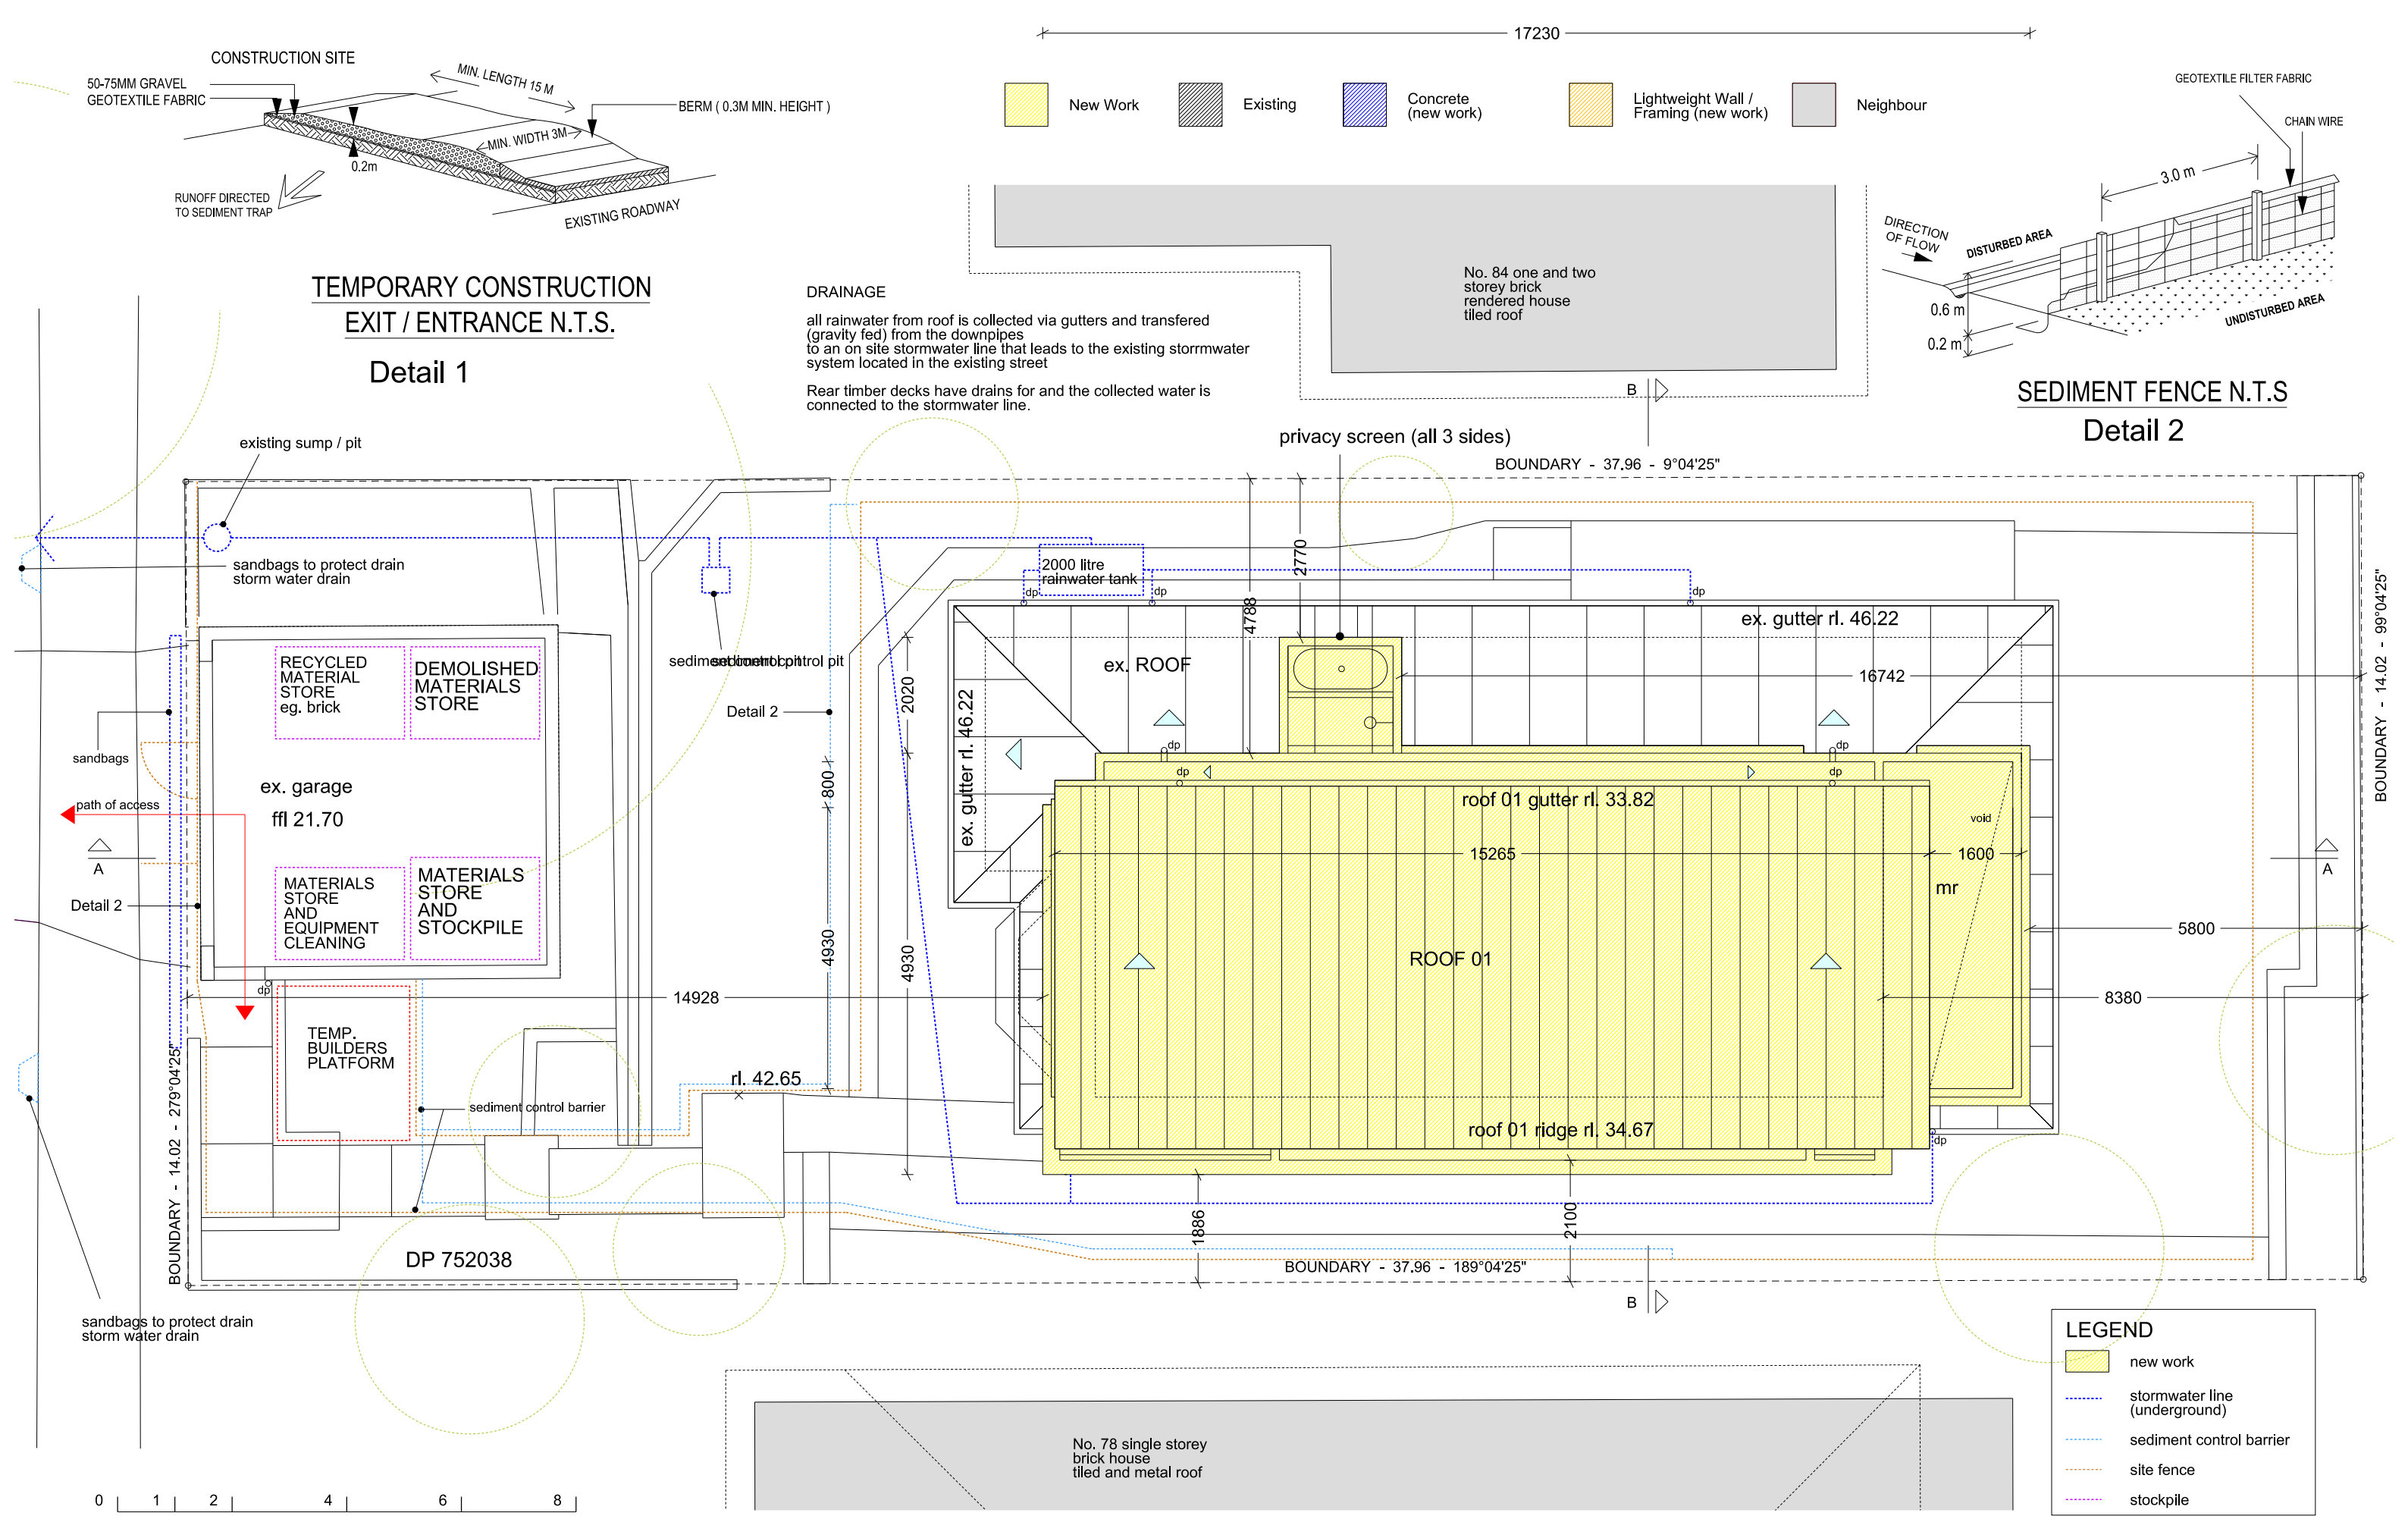 17230
CONSTRUCTION SITE
50-75MM GRAVEL
GEOTEXTILE FABRIC
MIN. LENGTH 15 M
BERM ( 0.3M MIN. HEIGHT )
MIN. WIDTH 3M
0.2m
RUNOFF DIRECTED
TO SEDIMENT TRAP
EXISTING ROADWAY
TEMPORARY CONSTRUCTION
EXIT / ENTRANCE N.T.S.
Detail 1
New Work
Existing
Concrete
(new work)
Lightweight Wall /
Framing (new work)
Neighbour
GEOTEXTILE FILTER FABRIC
CHAIN WIRE
3.0 m
DIRECTION
OF FLOW
DISTURBED AREA
0.6 m
0.2 m
UNDISTURBED AREA
SEDIMENT FENCE N.T.S
Detail 2
DRAINAGE
all rainwater from roof is collected via gutters and transfered
(gravity fed) from the downpipes
to an on site stormwater line that leads to the existing storrmwater
system located in the existing street
Rear timber decks have drains for and the collected water is
connected to the stormwater line.
No. 84 one and two
storey brick
rendered house
tiled roof
B
privacy screen (all 3 sides)
BOUNDARY - 37.96 - 9°04'25"
existing sump / pit
sandbags to protect drain
storm water drain
2000 litre
rainwater tank
dp
dp
dp
2770
4788
ex. gutter rl. 46.22
BOUNDARY - 14.02 - 99°04'25"
sediment control pit
sediment control pit
RECYCLED
MATERIAL
STORE
eg. brick
DEMOLISHED
MATERIALS
STORE
Detail 2
2020
ex. ROOF
16742
ex. gutter rl. 46.22
sandbags
ex. garage
ffl 21.70
path of access
A
800
dp
dp
dp
dp
roof 01 gutter rl. 33.82
void
15265
1600
A
mr
MATERIALS
STORE
AND
EQUIPMENT
CLEANING
MATERIALS
STORE
AND
STOCKPILE
Detail 2
4930
4930
ROOF 01
5800
dp
14928
8380
TEMP.
BUILDERS
PLATFORM
rl. 42.65
sediment control barrier
roof 01 ridge rl. 34.67
dp
BOUNDARY - 14.02 - 279°04'25"
1886
2100
DP 752038
BOUNDARY - 37.96 - 189°04'25"
B
sandbags to protect drain
storm water drain
No. 78 single storey
brick house
tiled and metal roof
LEGEND
new work
stormwater line
(underground)
sediment control barrier
site fence
stockpile
0 1 2 4 6 8